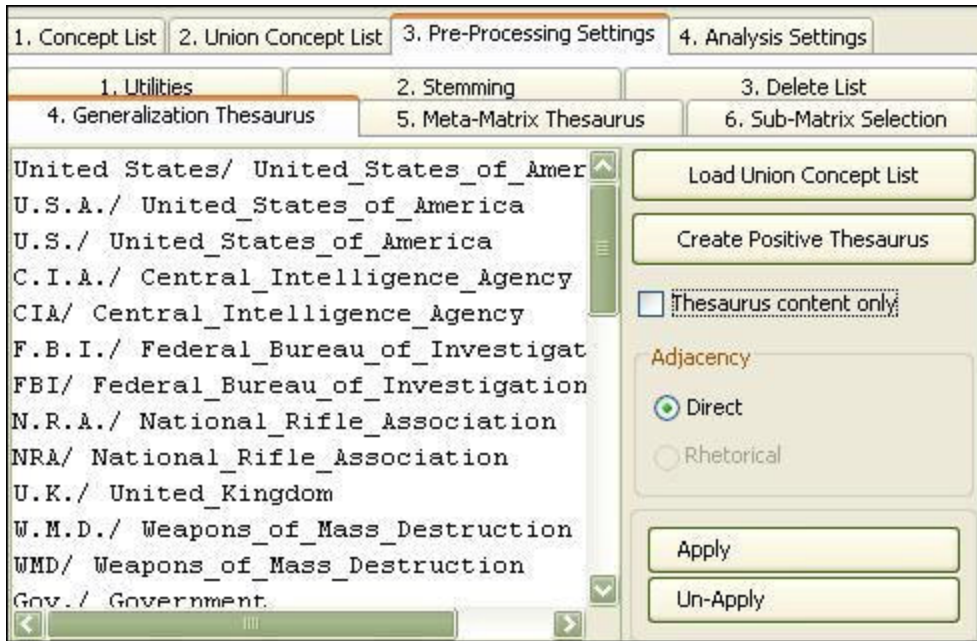 1. Concept List
2. Union Concept List
3. Pre-Processing Settings
4. Analysis Settings
1. Utilities
2. Stemming
3. Delete List
4. Generalization Thesaurus
5. Meta-Matrix Thesaurus
6. Sub-Matrix Selection
United States/ United_States_of_Amer
U.S.A./ United_States_of_America
U.S./ United_States_of_America
C.I.A./ Central_Intelligence_Agency
CIA/ Central_Intelligence_Agency
F.B.I./ Federal_Bureau_of_Investigat
FBI/ Federal_Bureau_of_Investigation
N.R.A./ National_Rifle_Association
NRA/ National_Rifle_Association
U.K./ United_Kingdom
W.M.D./ Weapons_of_Mass_Destruction
WMD/ Weapons_of_Mass_Destruction
Gov./ Government
Load Union Concept List
Create Positive Thesaurus
Thesaurus content only
Adjacency
Direct
Rhetorical
Apply
Un-Apply